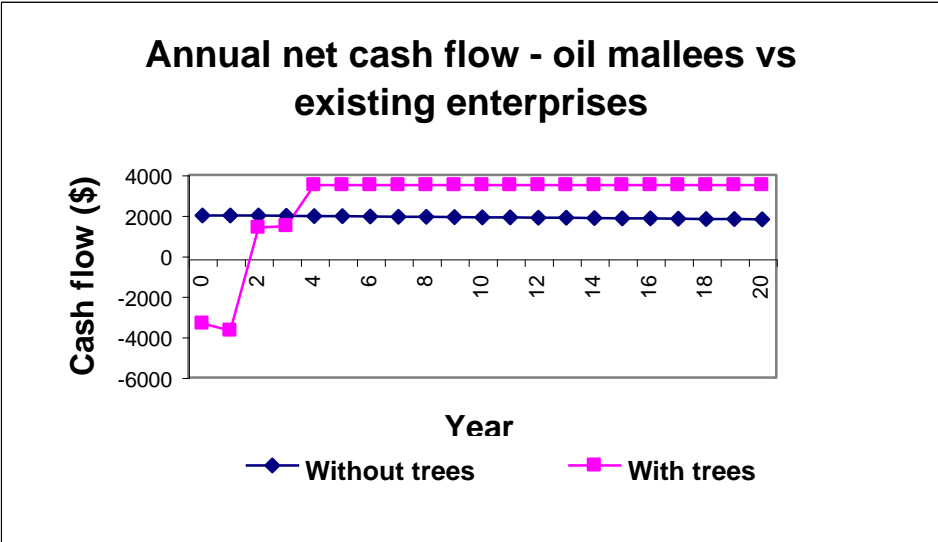 Annual net cash flow - oil mallees vs
existing enterprises
Cash flow ($)
4000
2000
0
-2000
-4000
-6000
0 2 4 6 8 10 12 14 16 18 20
Year
Without trees With trees